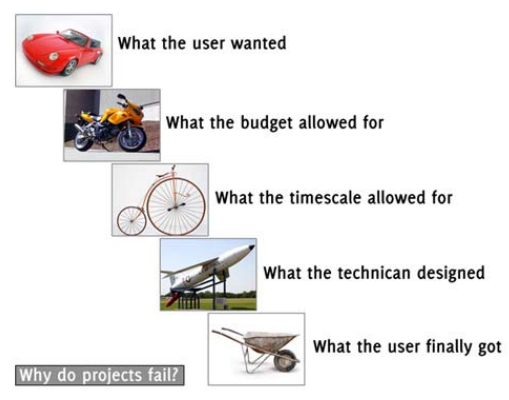 What the user wanted
What the budget allowed for
What the timescale allowed for
What the technican designed
What the user finally got
Why do projects fail?